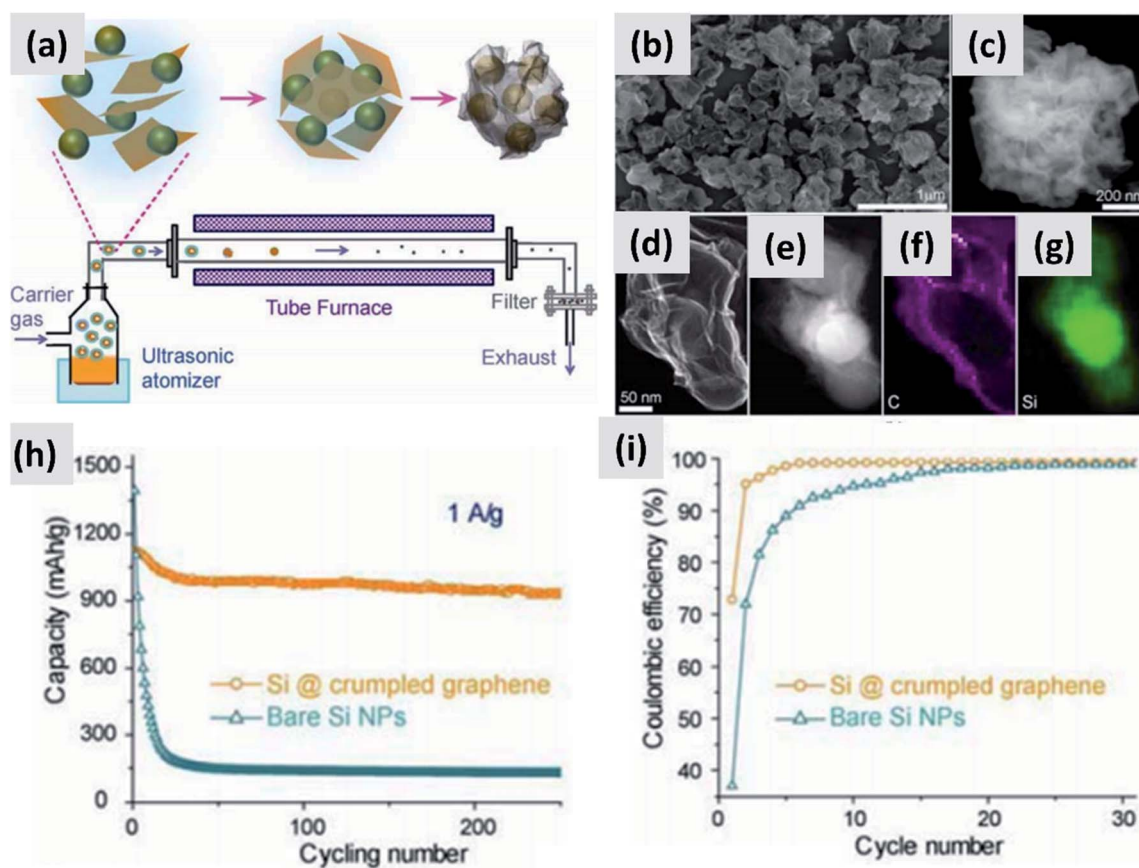 (a)
Carrier
gas
Ultrasonic
atomizer
Tube Furnace
Filter
Exhaust
(b)
1μm
(c)
200 nm
(d)
50 nm
(e)
(f)
C
(g)
Si
(h)
Capacity (mAh/g)
1500
1200
900
600
300
0
1 A/g
Si @ crumpled graphene
Bare Si NPs
0
100
200
Cycling number
(i)
Coulombic efficiency (%)
100
90
80
70
60
50
40
Si @ crumpled graphene
Bare Si NPs
0
10
20
30
Cycle number